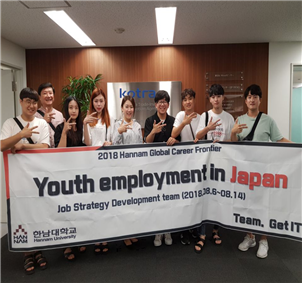 kotra
2018 Hannam Global Career Frontier
Youth employment in Japan
Job Strategy Development team (2018.08.6~08.14)
HAN
NAM
한남대학교
Hannam University
Team. Get IT